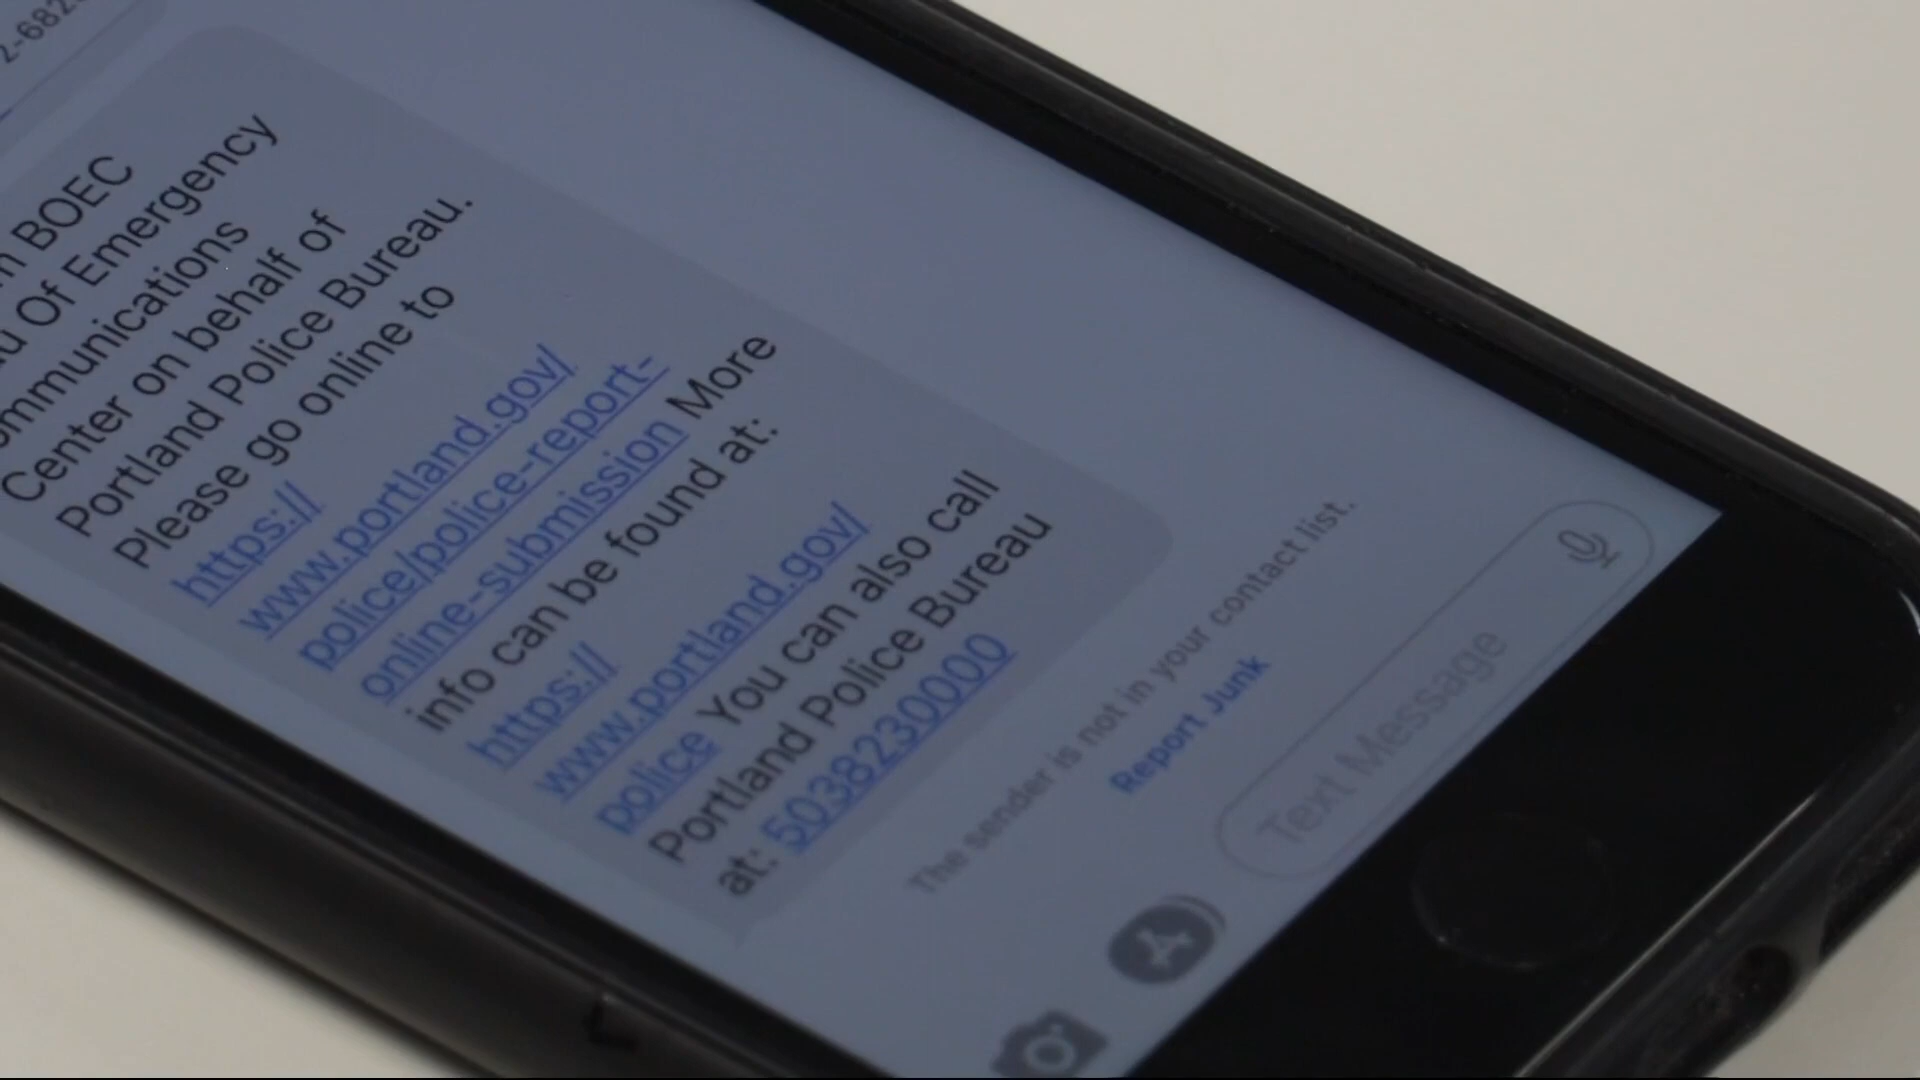 2-682
BOEC
Of Emergency
Center on behalf of
Portland Police Bureau.
Please go online to
https://
www.portland.gov/
police/police-report-
online-submission More
info can be found at:
https://
www.portland.gov/
police You can also call
Portland Police Bureau
at: 5038230000
The sender is not in your contact list.
Report Junk
Text Message